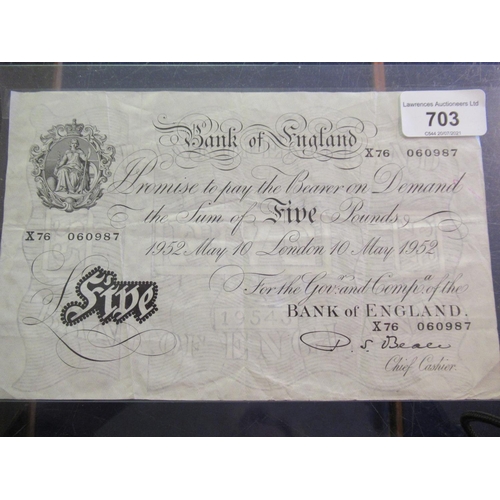 Lawrences Auctioneers Ltd
703
Bank of England
X76 060987
I Promise to pay the Bearer on Demand
the Sum of Five Pounds
1952 May 10 London 10 May 1952
X76 060987
For the Gov:r and Comp:a of the
Five
BANK of ENGLAND.
X76 060987
P. S. Beale
Chief Cashier